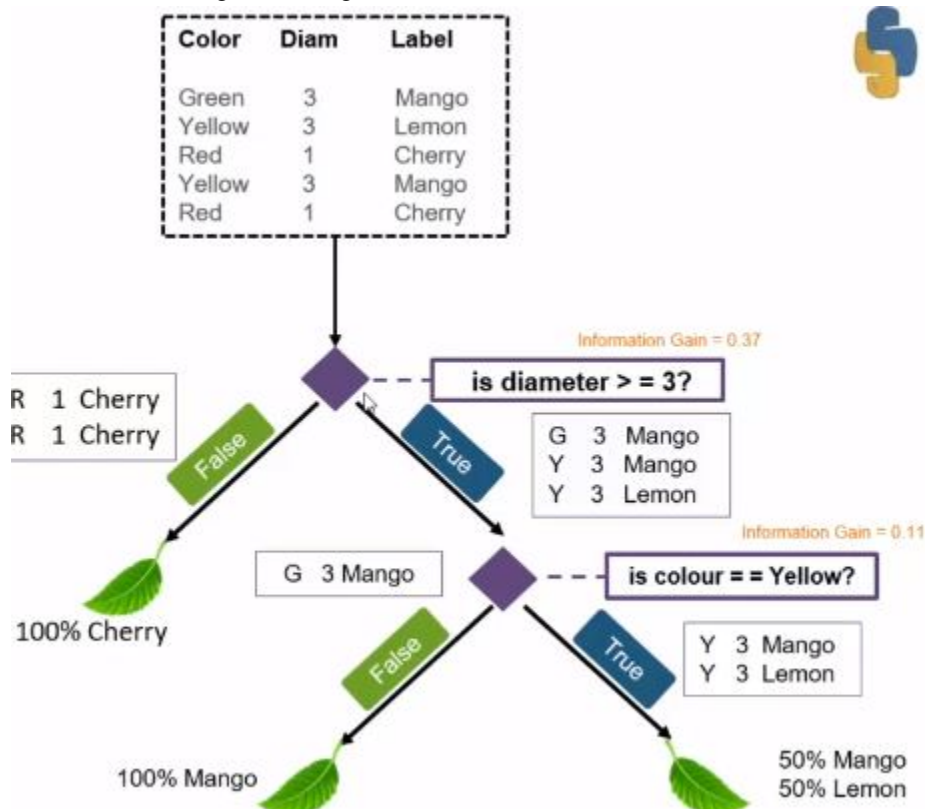 Color Diam Label
Green 3 Mango
Yellow 3 Lemon
Red 1 Cherry
Yellow 3 Mango
Red 1 Cherry
Information Gain = 0.37
is diameter > = 3?
R 1 Cherry
R 1 Cherry
False
True
G 3 Mango
Y 3 Mango
Y 3 Lemon
Information Gain = 0.11
G 3 Mango
is colour = = Yellow?
100% Cherry
False
True
Y 3 Mango
Y 3 Lemon
100% Mango
50% Mango
50% Lemon